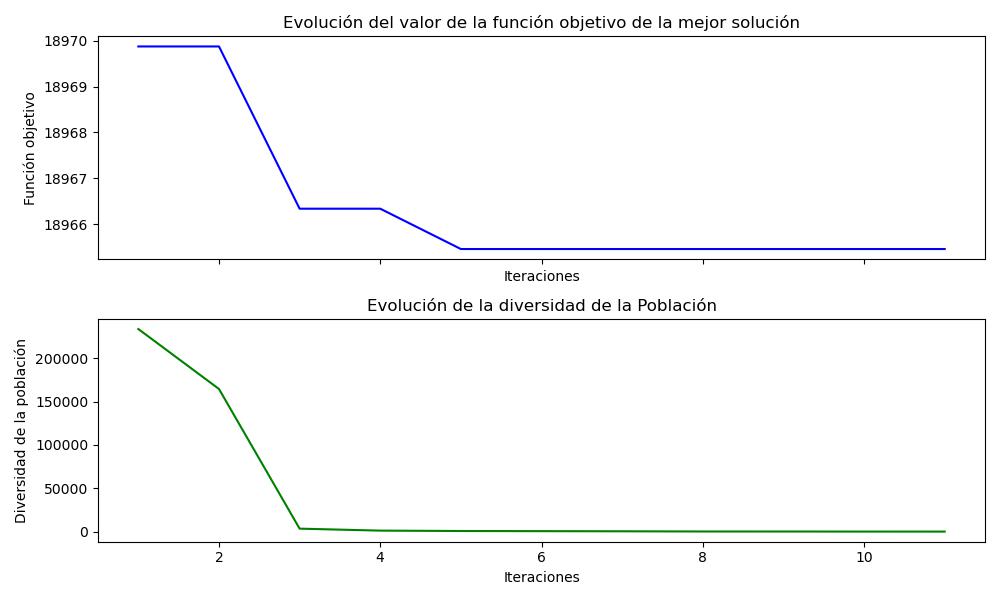 Evolución del valor de la función objetivo de la mejor solución
18970
18969
18968
18967
18966
Función objetivo
Iteraciones
Evolución de la diversidad de la Población
200000
150000
100000
50000
0
Diversidad de la población
2 4 6 8 10
Iteraciones